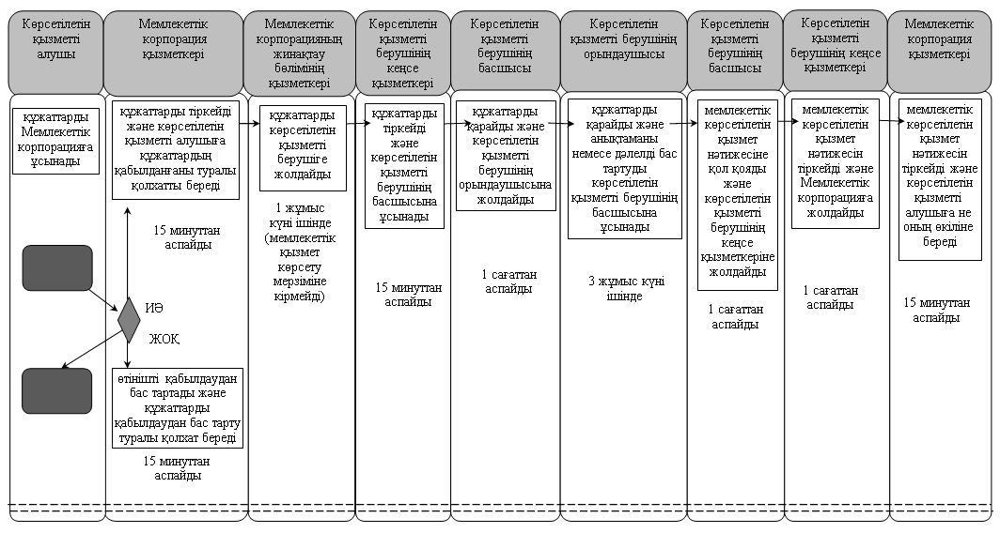 Көрсетілетін
қызметті
алушы
Мемлекеттік
корпорация
қызметкері
Мемлекеттік
корпорацияның
жинақтау
бөлімінің
қызметкері
Көрсетілетін
қызметті
берушінің
кеңсе
қызметкері
Көрсетілетін
қызметті
берушінің
басшысы
Көрсетілетін
қызметті берушінің
орындаушысы
Көрсетілетін
қызметті
берушінің
басшысы
Көрсетілетін
қызметті
берушінің кеңсе
қызметкері
Мемлекеттік
корпорация
қызметкері
құжаттарды
Мемлекеттік
корпорацияға
ұсынады
құжаттарды тіркейді
және көрсетілетін
қызметті алушыға
құжаттардың
қабылданғаны туралы
қолхатты береді
15 минуттан
аспайды
ИӘ
ЖОҚ
өтінішті қабылдаудан
бас тартады және
құжаттарды
қабылдаудан бас тарту
туралы қолхат береді
15 минуттан
аспайды
құжаттарды
көрсетілетін
қызметті
берушіге
жолдайды
1 жұмыс
күні ішінде
(мемлекеттік
қызмет
көрсету
мерзіміне
кірмейді)
құжаттарды
тіркейді
және
көрсетілетін
қызметті
берушінің
басшысына
ұсынады
15 минуттан
аспайды
құжаттарды
қарайды және
көрсетілетін
қызметті
берушінің
орындаушысына
жолдайды
1 сағаттан
аспайды
құжаттарды
қарайды және
анықтаманы
немесе дәлелді бас
тартуды
көрсетілетін
қызметті берушінің
басшысына
ұсынады
3 жұмыс күні
ішінде
мемлекеттік
көрсетілетін
қызмет
нәтижесіне
қол қояды
және
көрсетілетін
қызметті
берушінің
кеңсе
қызметкеріне
жолдайды
1 сағаттан
аспайды
мемлекеттік
көрсетілетін
қызмет
нәтижесін
тіркейді және
Мемлекеттік
корпорацияға
жолдайды
1 сағаттан
аспайды
мемлекеттік
көрсетілетін
қызмет
нәтижесін
тіркейді және
көрсетілетін
қызметті
алушыға не
оның өкіліне
береді
15 минуттан
аспайды